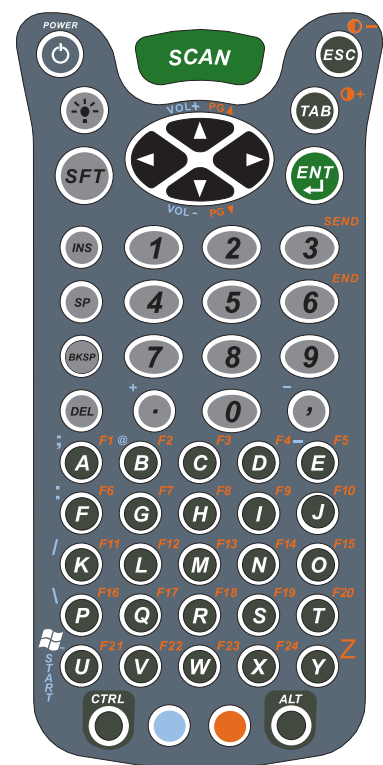 POWER
SCAN
ESC
VOL+ PG▲
TAB +
SFT
ENT
VOL- PG▼
SEND
INS 1 2 3
END
SP 4 5 6
BKSP 7 8 9
+ -
DEL . 0 ,
; F1 @ F2 F3 F4 - F5
A B C D E
: F6 F7 F8 F9 F10
F G H I J
/ F11 F12 F13 F14 F15
K L M N O
\ F16 F17 F18 F19 F20
P Q R S T
F21 F22 F23 F24 Z
START U V W X Y
CTRL ALT